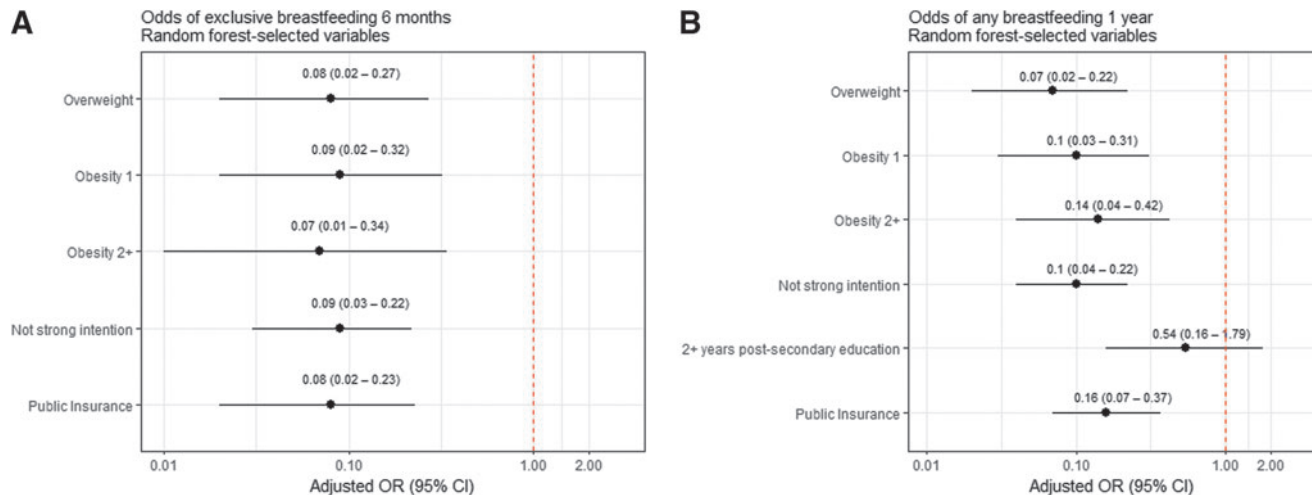 A
Odds of exclusive breastfeeding 6 months
Random forest-selected variables
Overweight
0.08 (0.02 – 0.27)
Obesity 1
0.09 (0.02 – 0.32)
Obesity 2+
0.07 (0.01 – 0.34)
Not strong intention
0.09 (0.03 – 0.22)
Public Insurance
0.08 (0.02 – 0.23)
0.01 0.10 1.00 2.00
Adjusted OR (95% CI)
B
Odds of any breastfeeding 1 year
Random forest-selected variables
Overweight
0.07 (0.02 – 0.22)
Obesity 1
0.1 (0.03 – 0.31)
Obesity 2+
0.14 (0.04 – 0.42)
Not strong intention
0.1 (0.04 – 0.22)
2+ years post-secondary education
0.54 (0.16 – 1.79)
Public Insurance
0.16 (0.07 – 0.37)
0.01 0.10 1.00 2.00
Adjusted OR (95% CI)